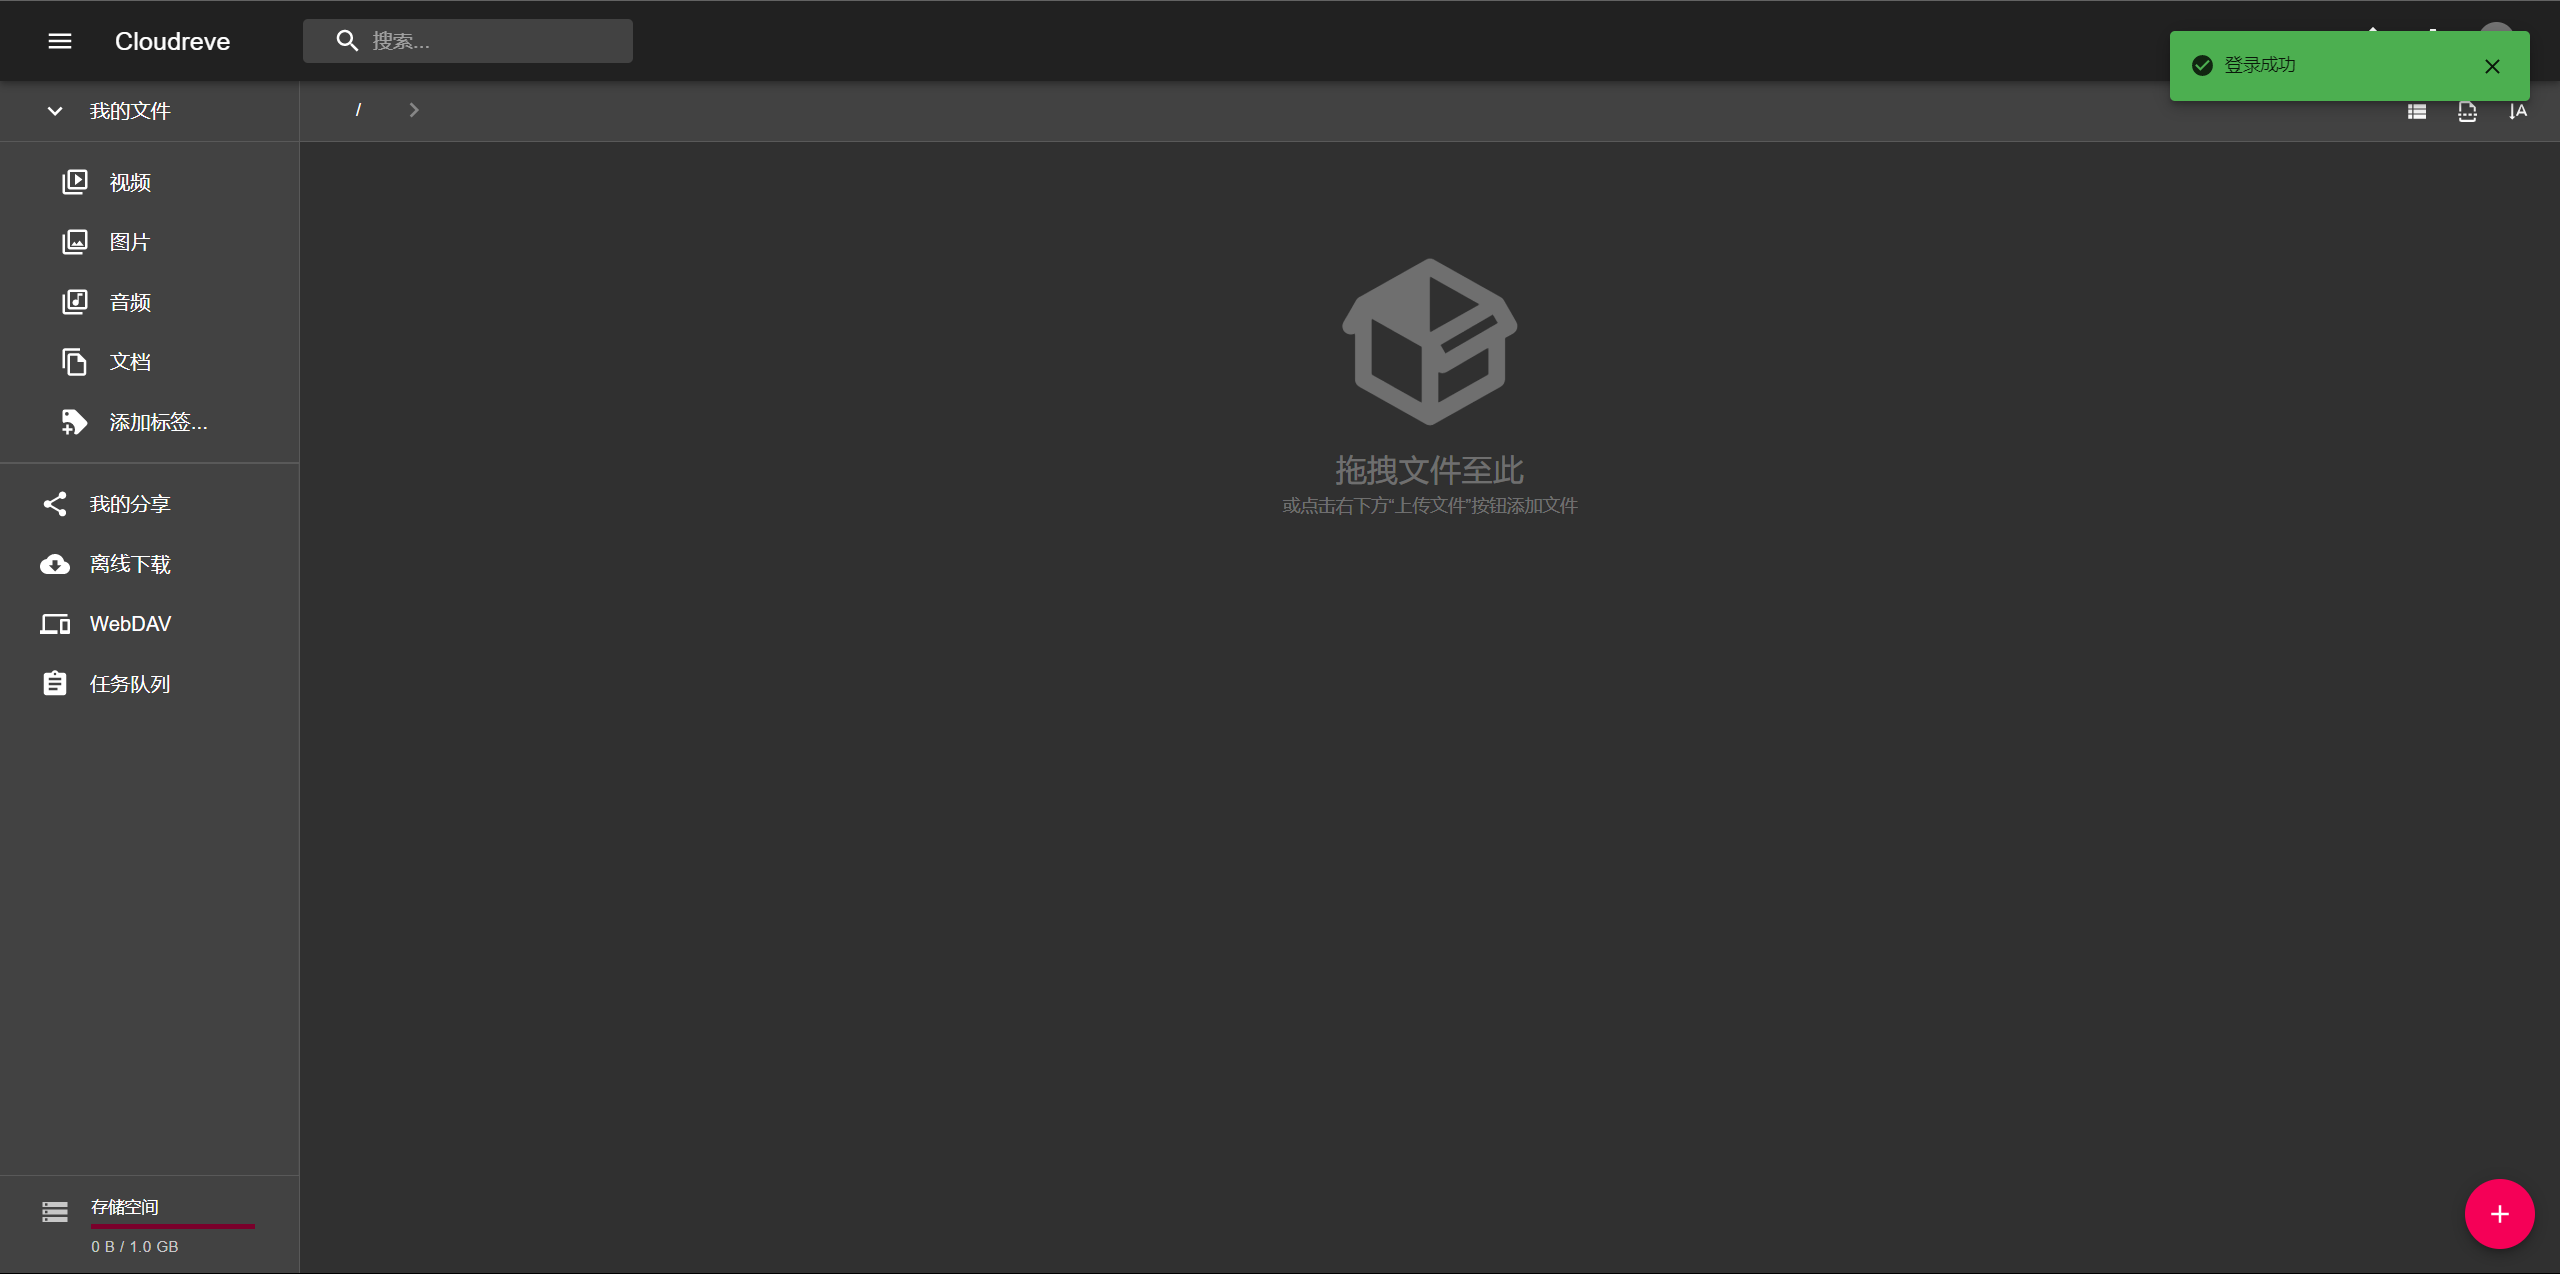 Cloudreve
搜索...
登录成功
我的文件
/
视频
图片
音频
文档
添加标签...
我的分享
离线下载
WebDAV
任务队列
拖拽文件至此
或点击右下方“上传文件”按钮添加文件
存储空间
0 B / 1.0 GB